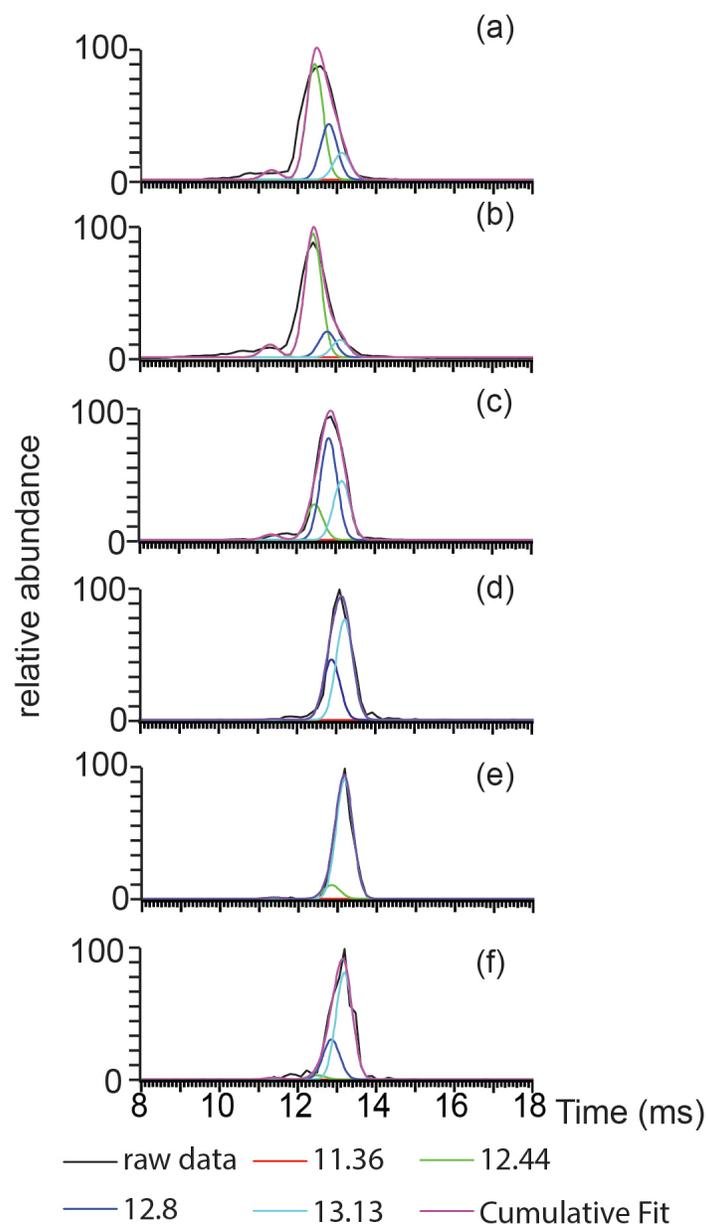 (a)
100
0
(b)
100
0
(c)
100
0
relative abundance
(d)
100
0
(e)
100
0
(f)
100
0
8 10 12 14 16 18 Time (ms)
raw data 11.36 12.44
12.8 13.13 Cumulative Fit